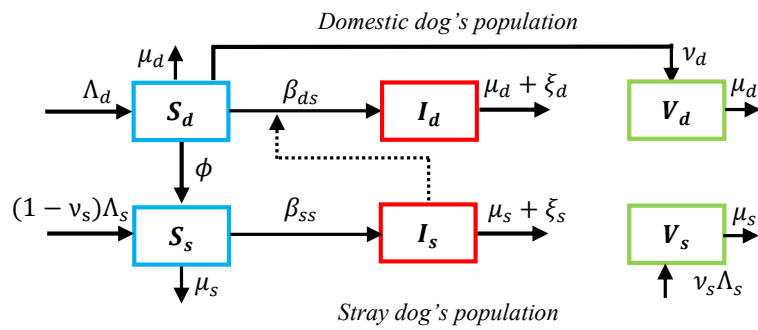 Domestic dog's population
μ_d
ν_d
Λ_d
S_d
β_ds
I_d
μ_d + ξ_d
V_d
μ_d
ϕ
(1 − ν_s)Λ_s
S_s
β_ss
I_s
μ_s + ξ_s
V_s
μ_s
μ_s
ν_sΛ_s
Stray dog's population